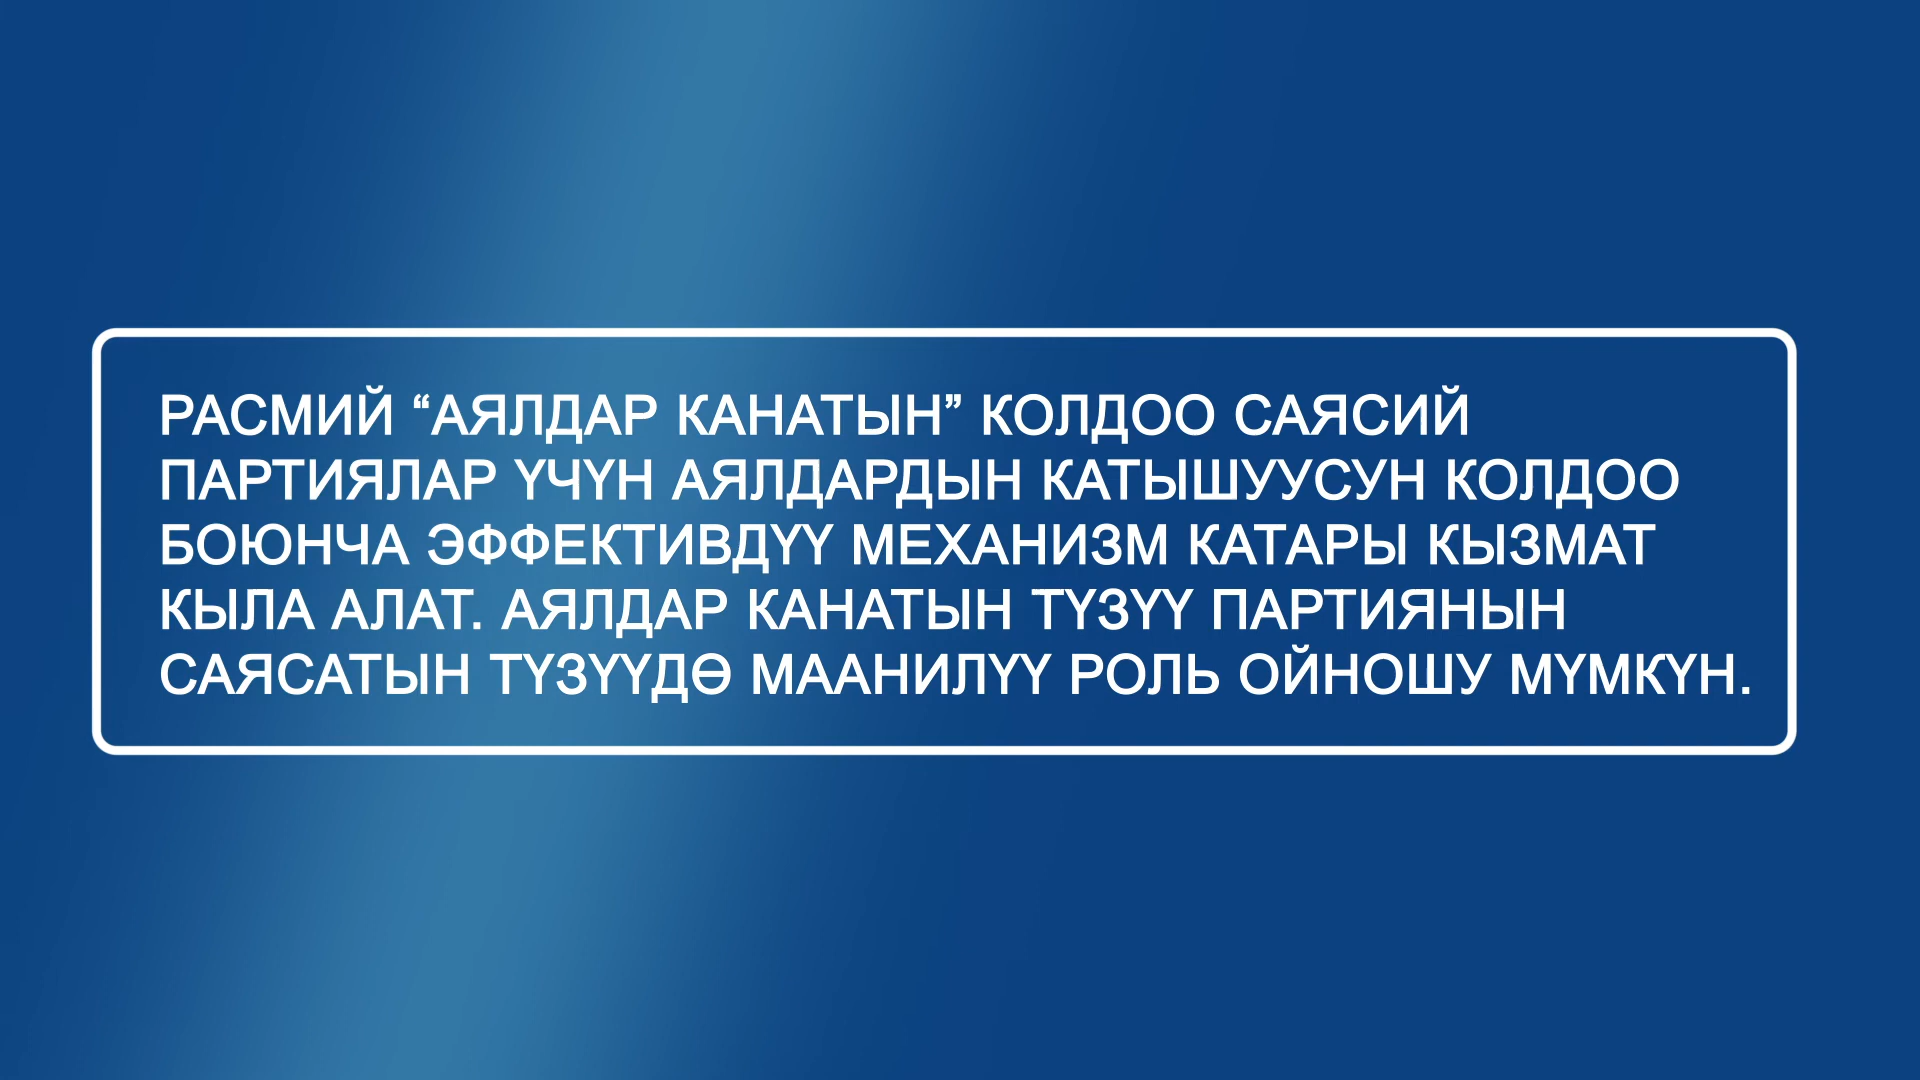 РАСМИЙ “АЯЛДАР КАНАТЫН” КОЛДОО САЯСИЙ
ПАРТИЯЛАР ҮЧҮН АЯЛДАРДЫН КАТЫШУУСУН КОЛДОО
БОЮНЧА ЭФФЕКТИВДҮҮ МЕХАНИЗМ КАТАРЫ КЫЗМАТ
КЫЛА АЛАТ. АЯЛДАР КАНАТЫН ТҮЗҮҮ ПАРТИЯНЫН
САЯСАТЫН ТҮЗҮҮДӨ МААНИЛҮҮ РОЛЬ ОЙНОШУ МҮМКҮН.